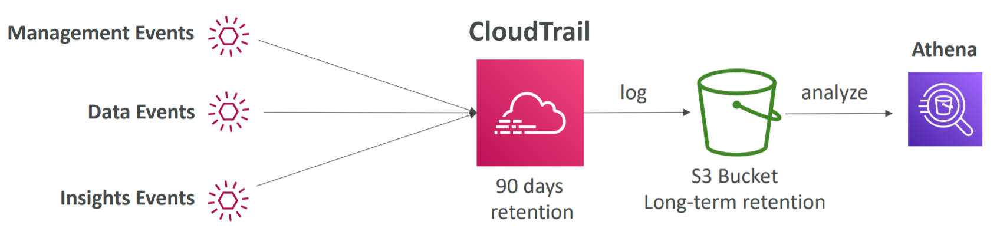 Management Events
Data Events
Insights Events
CloudTrail
90 days
retention
log
S3 Bucket
Long-term retention
analyze
Athena